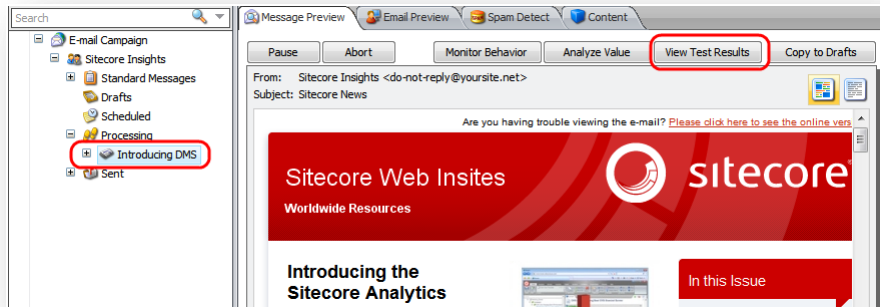 Search
E-mail Campaign
Sitecore Insights
Standard Messages
Drafts
Scheduled
Processing
Introducing DMS
Sent
Message Preview Email Preview Spam Detect Content
Pause Abort Monitor Behavior Analyze Value View Test Results Copy to Drafts
From: Sitecore Insights <do-not-reply@yoursite.net>
Subject: Sitecore News
Are you having trouble viewing the e-mail? Please click here to see the online vers
Sitecore Web Insites
sitecore
Worldwide Resources
Introducing the
Sitecore Analytics
In this Issue